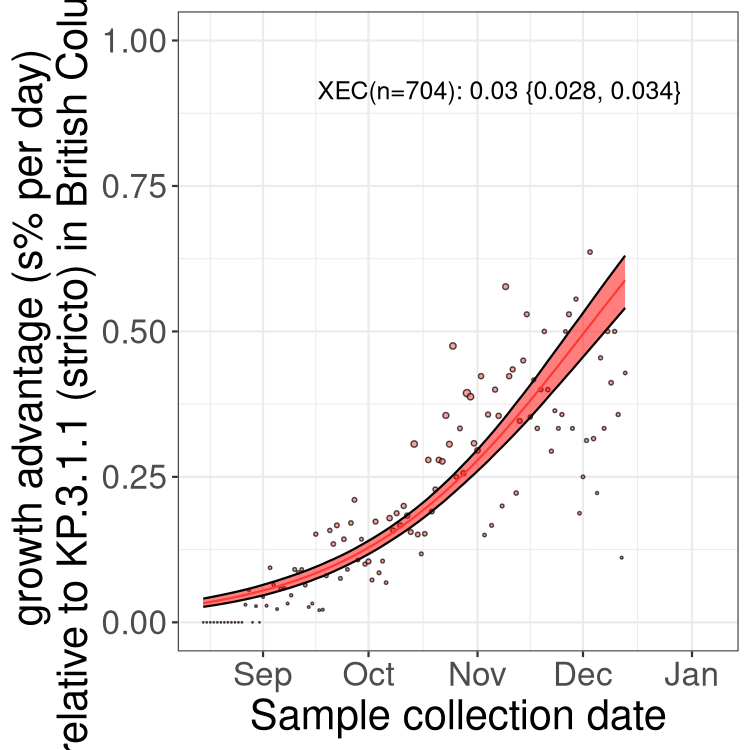 growth advantage (s% per day)
relative to KP.3.1.1 (stricto) in British Colu
1.00
0.75
0.50
0.25
0.00
XEC(n=704): 0.03 {0.028, 0.034}
Sep Oct Nov Dec Jan
Sample collection date